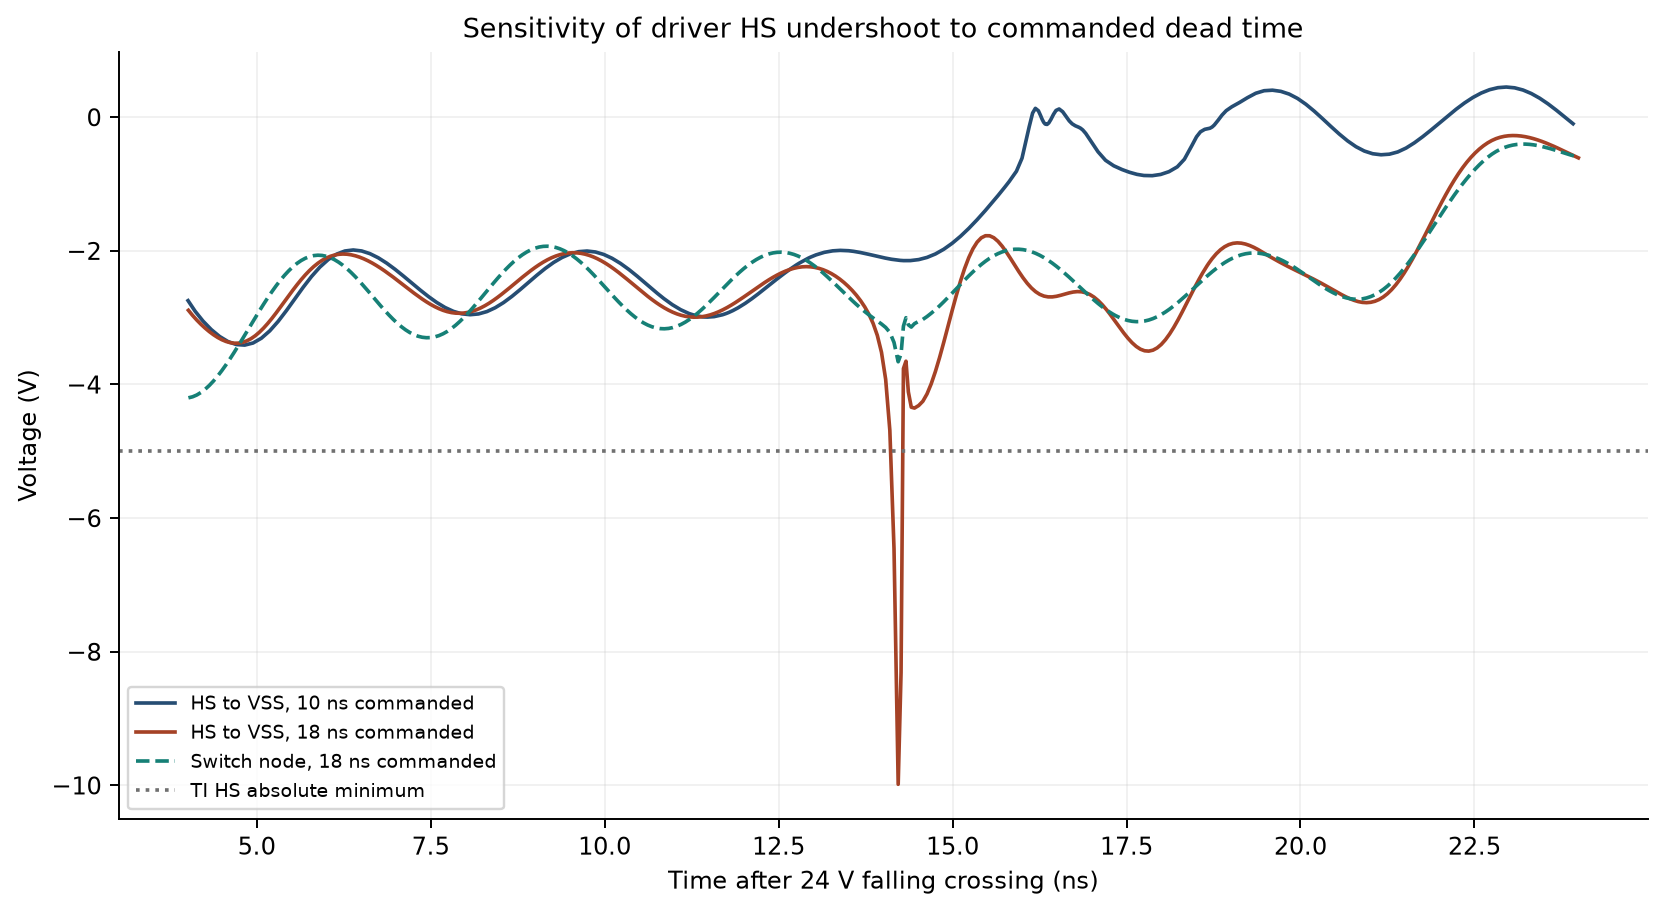 Sensitivity of driver HS undershoot to commanded dead time
Voltage (V)
0
−2
−4
−6
−8
−10
HS to VSS, 10 ns commanded
HS to VSS, 18 ns commanded
Switch node, 18 ns commanded
TI HS absolute minimum
5.0 7.5 10.0 12.5 15.0 17.5 20.0 22.5
Time after 24 V falling crossing (ns)